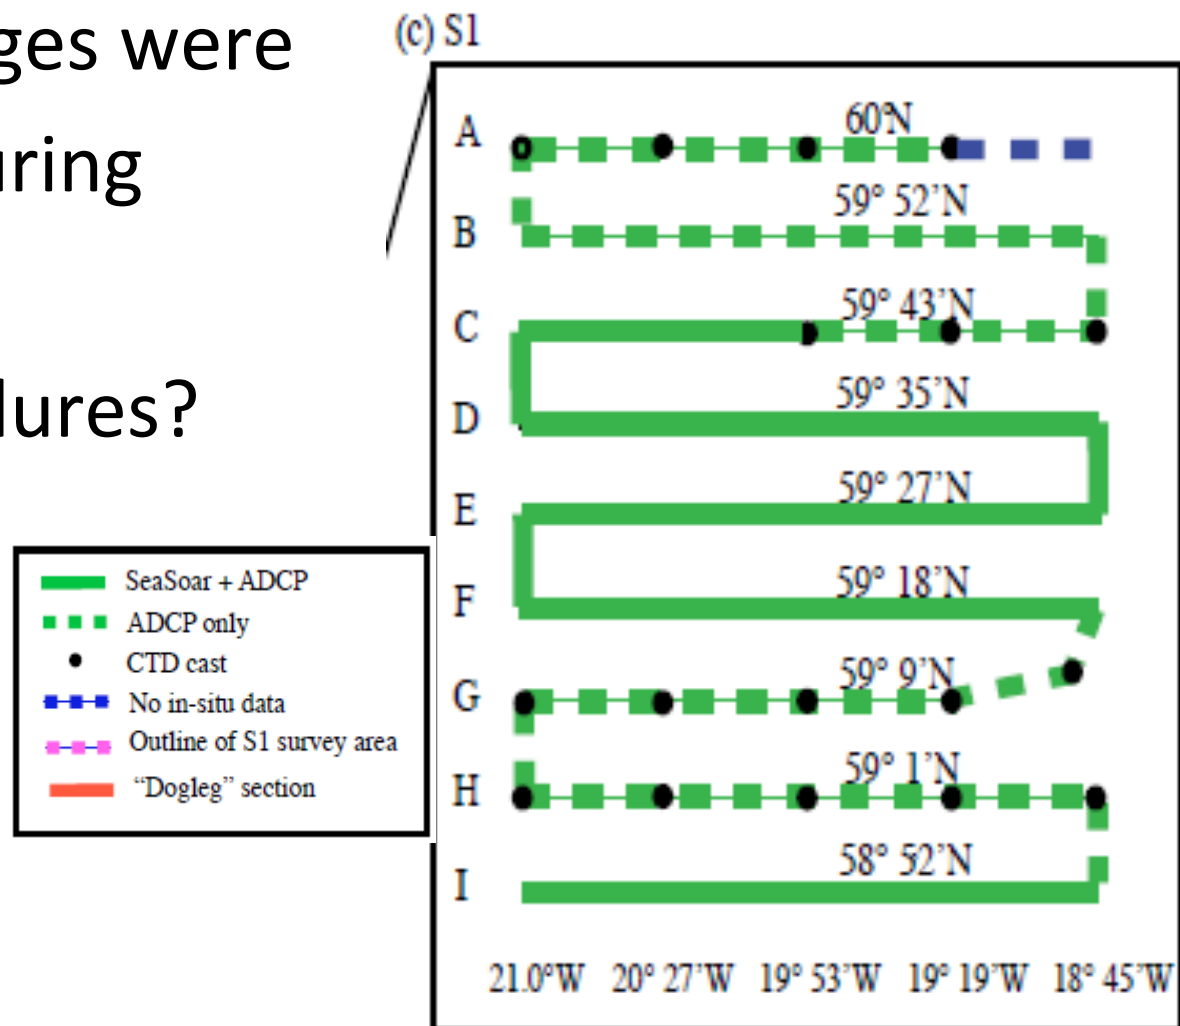 ges were
uring
dures?
(c) S1
A
60°N
59° 52'N
B
59° 43'N
C
59° 35'N
D
59° 27'N
E
59° 18'N
F
59° 9'N
G
59° 1'N
H
58° 52'N
I
21.0°W 20° 27'W 19° 53'W 19° 19'W 18° 45'W
SeaSoar + ADCP
ADCP only
CTD cast
No in-situ data
Outline of S1 survey area
“Dogleg” section